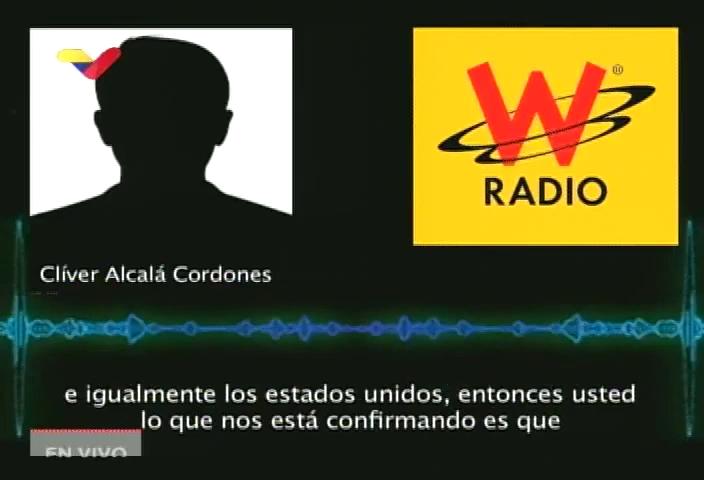 W
®
RADIO
Clíver Alcalá Cordones
e igualmente los estados unidos, entonces usted
lo que nos está confirmando es que
EN VIVO